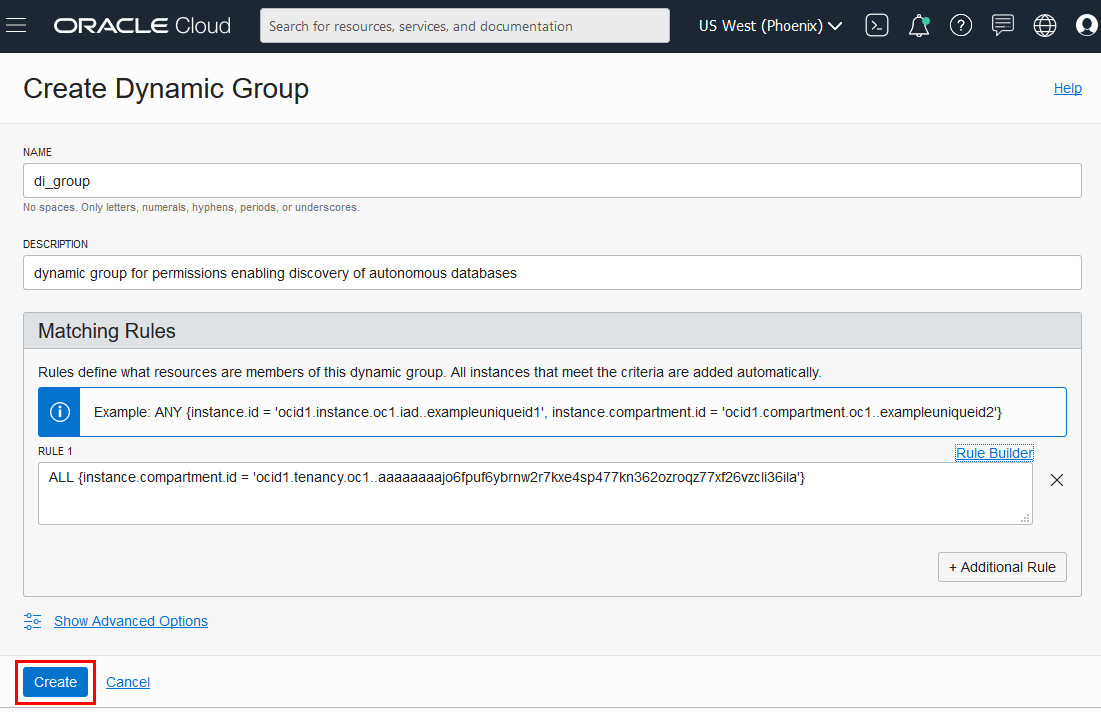 ORACLE Cloud
Search for resources, services, and documentation
US West (Phoenix)
Create Dynamic Group
Help
NAME
di_group
No spaces. Only letters, numerals, hyphens, periods, or underscores.
DESCRIPTION
dynamic group for permissions enabling discovery of autonomous databases
Matching Rules
Rules define what resources are members of this dynamic group. All instances that meet the criteria are added automatically.
Example: ANY {instance.id = 'ocid1.instance.oc1.iad..exampleuniqueid1', instance.compartment.id = 'ocid1.compartment.oc1..exampleuniqueid2'}
RULE 1
Rule Builder
ALL {instance.compartment.id = 'ocid1.tenancy.oc1..aaaaaaaajo6fpuf6ybrnw2r7kxe4sp477kn362ozroqz77xf26vzcli36ila'}
+ Additional Rule
Show Advanced Options
Create
Cancel